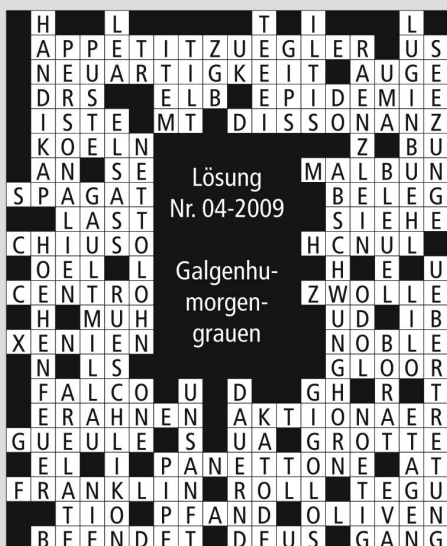 H L T I L
APPETITZUEGLER US
NEUARTIGKEIT AUGE
DRS ELB EPIDEMIE
ISTE MT DISSONANZ
KOELN Z BU
AN SE MALBUN
SPAGAT BELEG
LAST SIEHE
CHIUSO HCNUL
OEL L H E U
CENTRO ZWOLLE
H MUH UD IB
XENIEN NOBLE
N LS GLOOR
FALCO U D GH R T
ERAHNEN AKTIONAER
GUEULE S UA GROTTE
EL I PANETTONE AT
FRANKLIN ROLL TEGU
TIO PFAND OLIVEN
BEENDET DEUS GANG
Lösung
Nr. 04-2009
Galgenhu-
morgen-
grauen